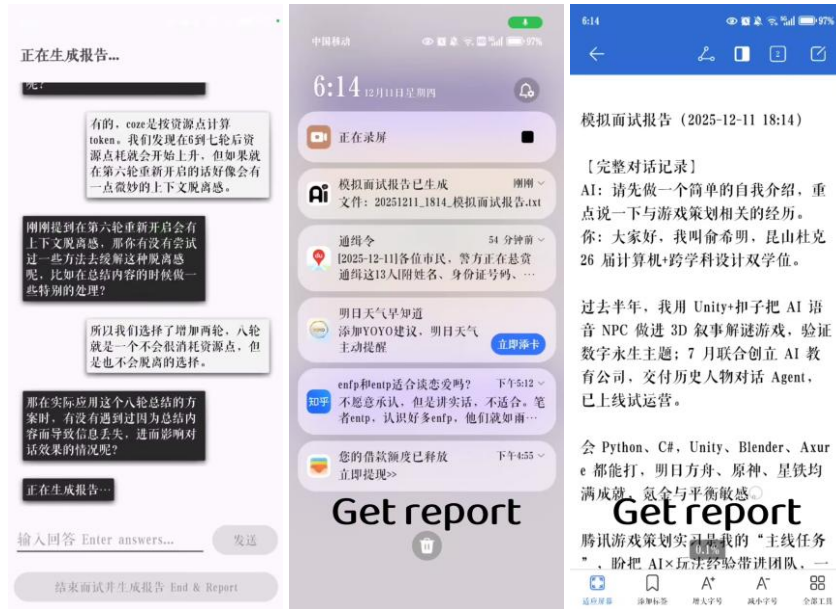 正在生成报告...
呢？
有的，coze是按资源点计算
token。我们发现在6到七轮后资
源点耗就会开始上升，但如果就
在第六轮重新开启的话好像会有
一点微妙的上下文脱离感。
刚刚提到在第六轮重新开启会有
上下文脱离感，那你有没有尝试
过一些方法去缓解这种脱离感
呢，比如在总结内容的时候做一
些特别的处理？
所以我们选择了增加两轮，八轮
就是一个不会很消耗资源点，但
是也不会脱离的选择。
那在实际应用这个八轮总结的方
案时，有没有遇到过因为总结内
容而导致信息丢失，进而影响对
话效果的情况呢？
正在生成报告…
输入回答 Enter answers...
发送
结束面试并生成报告 End & Report
中国移动
97%
6:14 12月11日星期四
正在录屏
模拟面试报告已生成 刚刚
文件：20251211_1814_模拟面试报告.txt
通缉令 54 分钟前
[2025-12-11]各位市民，警方正在悬赏
通缉这13人[附姓名、身份证号码、…
明日天气早知道
添加YOYO建议，明日天气
主动提醒
立即添卡
enfp和entp适合谈恋爱吗？ 下午5:12
不愿意承认，但是讲实话，不适合。笔
者entp，认识好多enfp，他们就如雨…
知乎
您的借款额度已释放 下午4:55
立即提现>>
Get report
6:14
97%
2
模拟面试报告（2025-12-11 18:14）
【完整对话记录】
AI: 请先做一个简单的自我介绍，重
点说一下与游戏策划相关的经历。
你: 大家好，我叫俞希明，昆山杜克
26 届计算机+跨学科设计双学位。
过去半年，我用 Unity+扣子把 AI 语
音 NPC 做进 3D 叙事解谜游戏，验证
数字永生主题；7 月联合创立 AI 教
育公司，交付历史人物对话 Agent，
已上线试运营。
会 Python、C#，Unity、Blender、Axur
e 都能打，明日方舟、原神、星铁均
满成就，氪金与平衡敏感。
Get report
腾讯游戏策划实习是我的“主线任务
”，盼把 AI×玩法经验带进团队，一
0.1%
适应屏幕 添加标签 增大字号 减小字号 全部工具